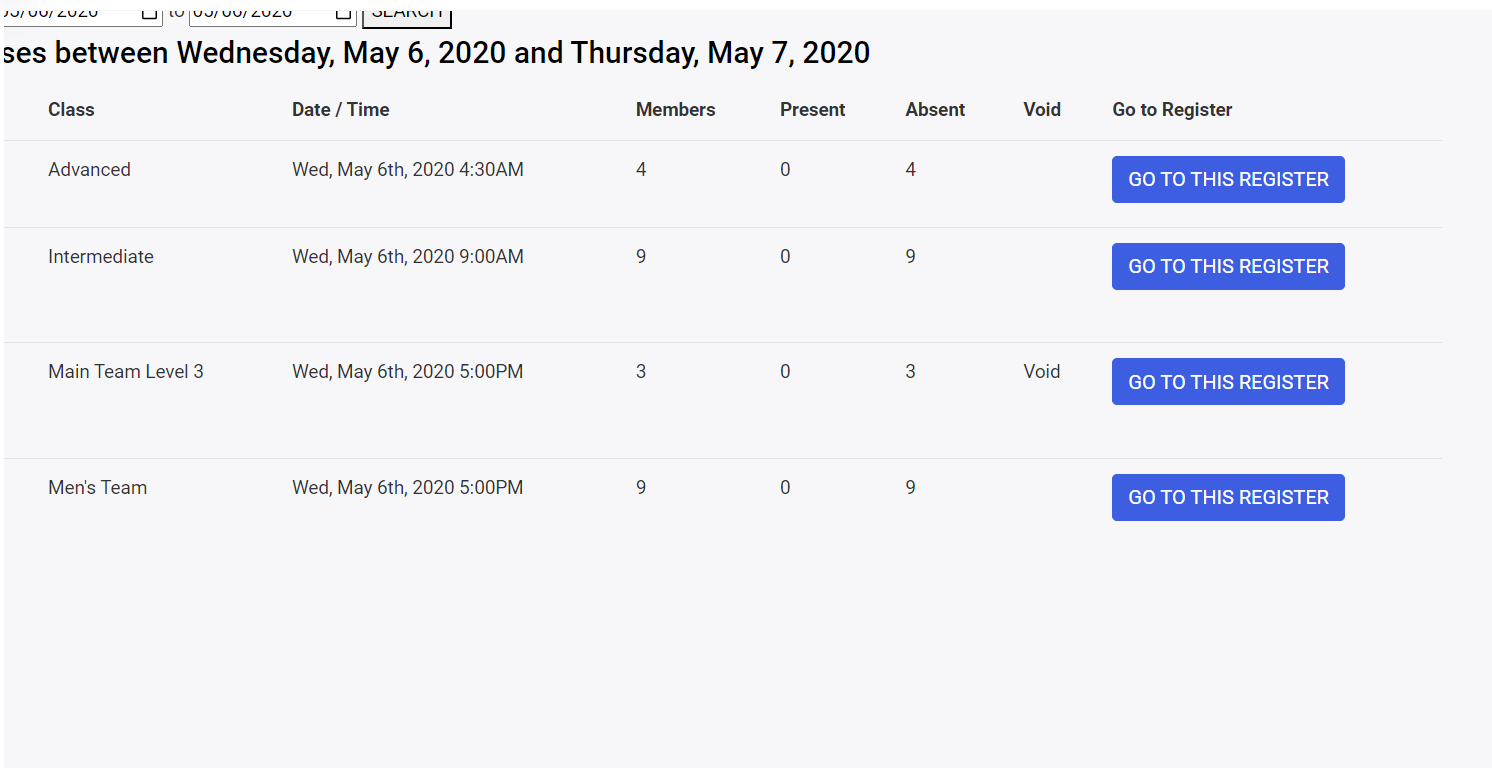 05/06/2020 to 05/06/2020 SEARCH
ses between Wednesday, May 6, 2020 and Thursday, May 7, 2020
Class Date / Time Members Present Absent Void Go to Register
Advanced Wed, May 6th, 2020 4:30AM 4 0 4 GO TO THIS REGISTER
Intermediate Wed, May 6th, 2020 9:00AM 9 0 9 GO TO THIS REGISTER
Main Team Level 3 Wed, May 6th, 2020 5:00PM 3 0 3 Void GO TO THIS REGISTER
Men's Team Wed, May 6th, 2020 5:00PM 9 0 9 GO TO THIS REGISTER